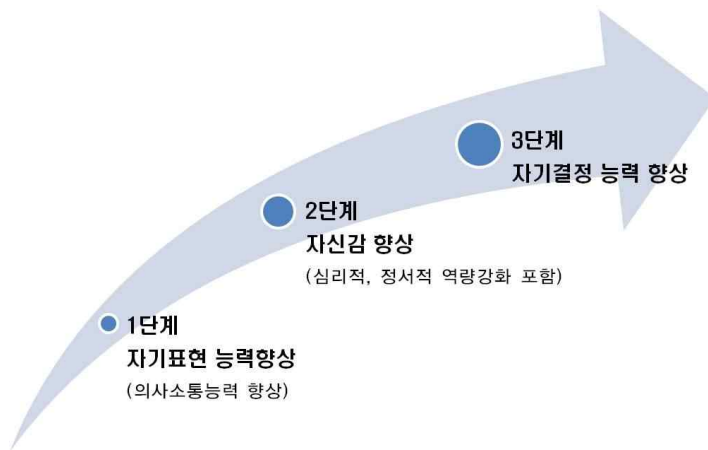 3단계
자기결정 능력 향상
2단계
자신감 향상
(심리적, 정서적 역량강화 포함)
1단계
자기표현 능력향상
(의사소통능력 향상)